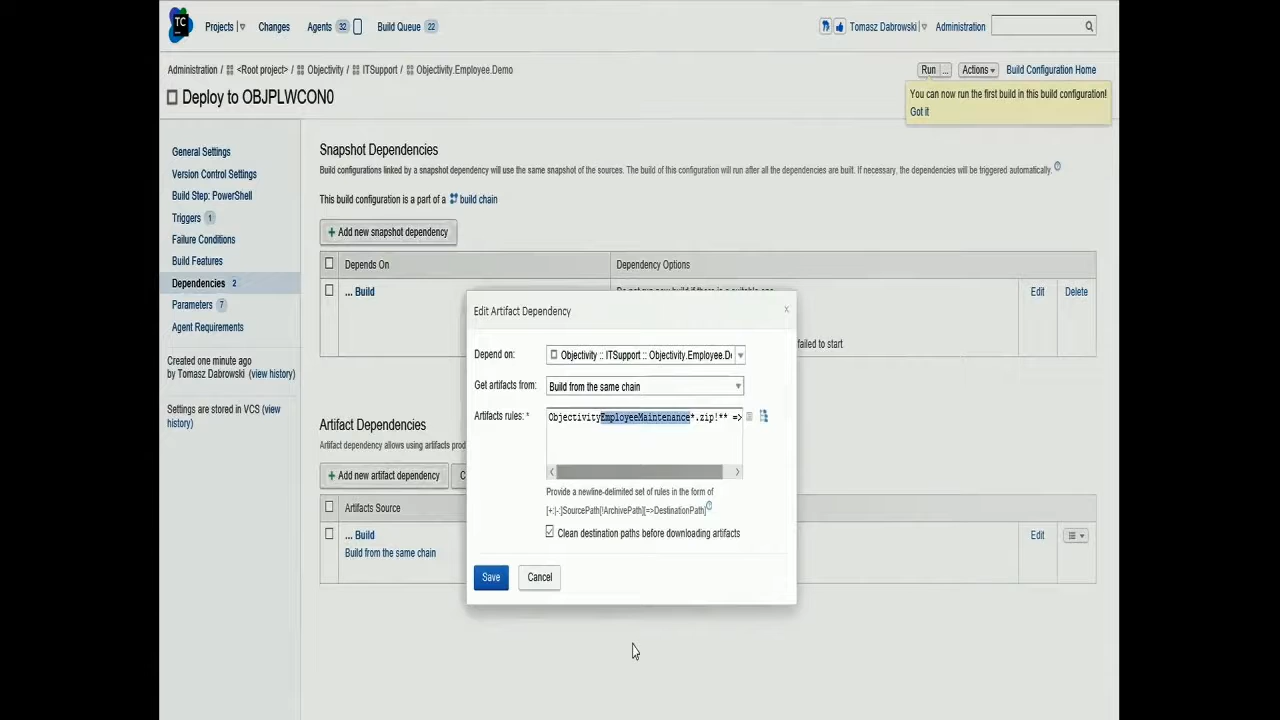 TC
Projects
Changes
Agents 32
Build Queue 22
Tomasz Dabrowski
Administration
Administration / <Root project> / Objectivity / ITSupport / Objectivity.Employee.Demo
Run ...
Actions
Build Configuration Home
You can now run the first build in this build configuration!
Got it
Deploy to OBJPLWCON0
General Settings
Version Control Settings
Build Step: PowerShell
Triggers 1
Failure Conditions
Build Features
Dependencies 2
Parameters 7
Agent Requirements
Created one minute ago
by Tomasz Dabrowski (view history)
Settings are stored in VCS (view
history)
Snapshot Dependencies
Build configurations linked by a snapshot dependency will use the same snapshot of the sources. The build of this configuration will run after all the dependencies are built. If necessary, the dependencies will be triggered automatically.
This build configuration is a part of a build chain
+ Add new snapshot dependency
Depends On
Dependency Options
... Build
Edit
Delete
failed to start
Artifact Dependencies
Artifact dependency allows using artifacts
+ Add new artifact dependency
Artifacts Source
... Build
Build from the same chain
Edit
Edit Artifact Dependency
x
Depend on:
Objectivity :: ITSupport :: Objectivity.Employee.D
Get artifacts from:
Build from the same chain
Artifacts rules: *
ObjectivityEmployeeMaintenance*.zip!** =>
Provide a newline-delimited set of rules in the form of
[+:|-:]SourcePath[!ArchivePath][=>DestinationPath]
Clean destination paths before downloading artifacts
Save
Cancel